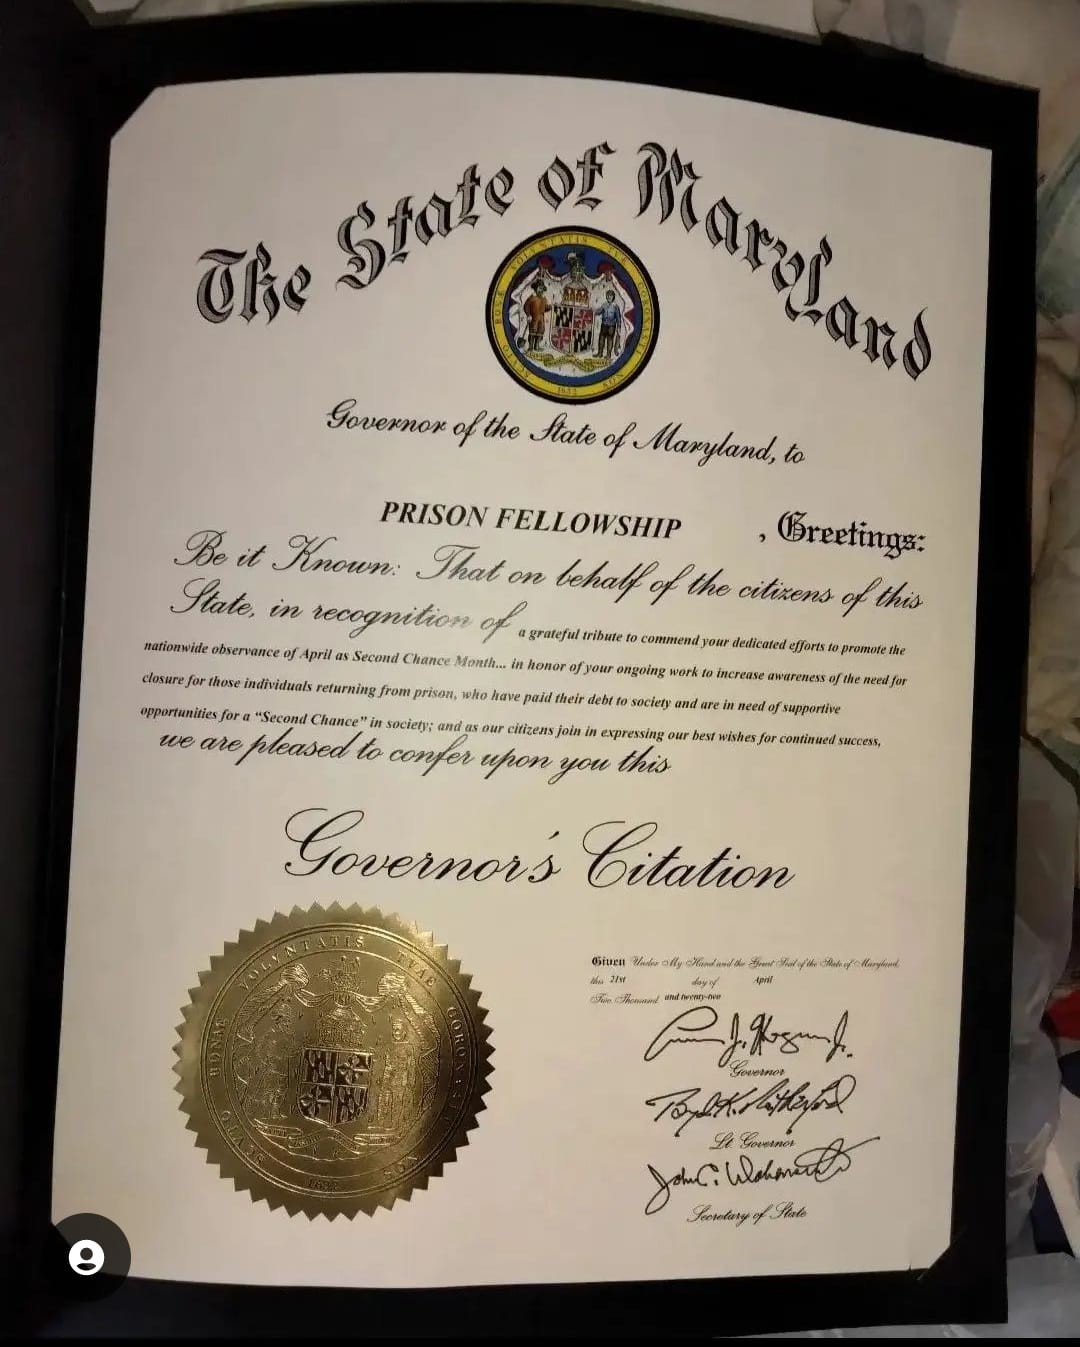 The State of Maryland
Governor of the State of Maryland, to
PRISON FELLOWSHIP , Greetings:
Be it Known: That on behalf of the citizens of this
State, in recognition of a grateful tribute to commend your dedicated efforts to promote the
nationwide observance of April as Second Chance Month... in honor of your ongoing work to increase awareness of the need for
closure for those individuals returning from prison, who have paid their debt to society and are in need of supportive
opportunities for a “Second Chance” in society; and as our citizens join in expressing our best wishes for continued success,
we are pleased to confer upon you this
Governor's Citation
VOLVNTATIS TVAE CORONASTI
1632
Given Under My Hand and the Great Seal of the State of Maryland,
this 21st day of April
Two Thousand and twenty-two
Governor
Boyd K. Rutherford
Lt. Governor
John C.
Secretary of State